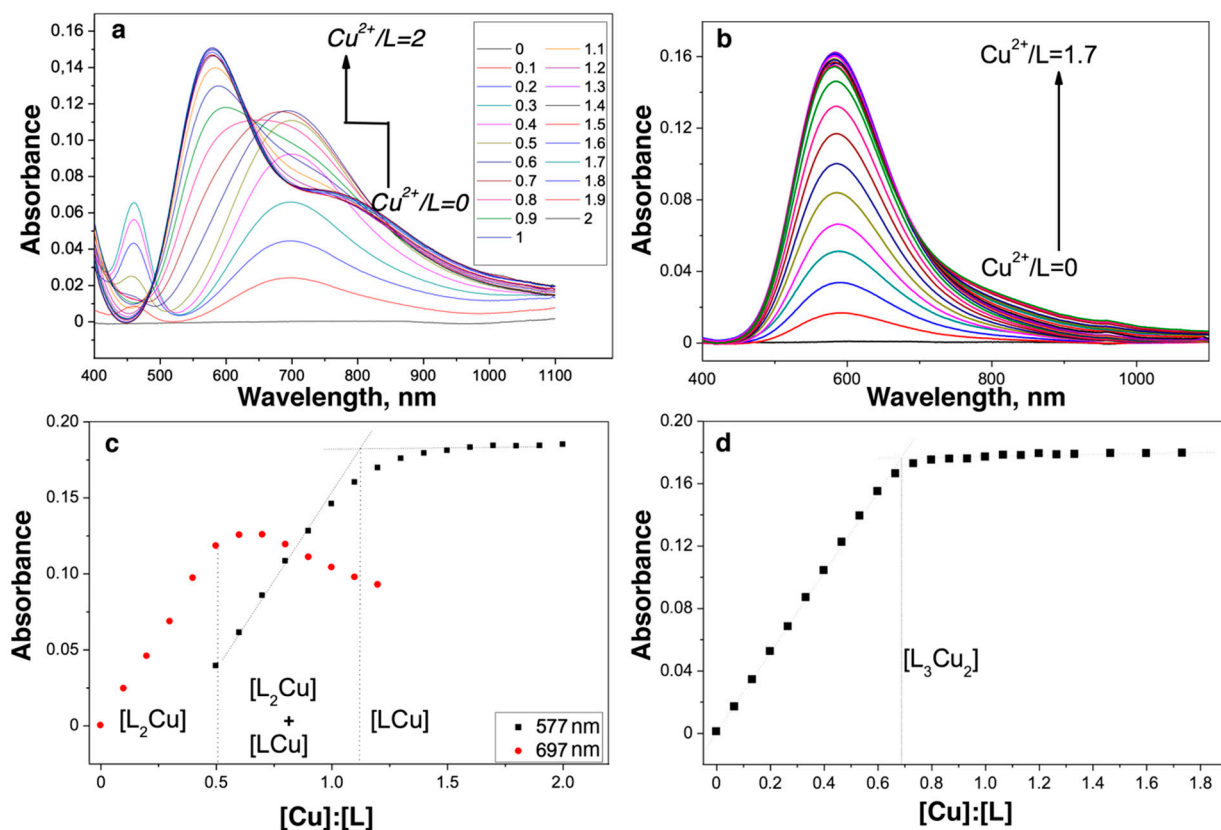 a
Cu²⁺/L=2
Cu²⁺/L=0
0 1.1
0.1 1.2
0.2 1.3
0.3 1.4
0.4 1.5
0.5 1.6
0.6 1.7
0.7 1.8
0.8 1.9
0.9 2
1
0.16
0.14
0.12
0.10
0.08
0.06
0.04
0.02
0
Absorbance
400 500 600 700 800 900 1000 1100
Wavelength, nm
b
Cu²⁺/L=1.7
Cu²⁺/L=0
0.16
0.12
0.08
0.04
0
Absorbance
400 600 800 1000
Wavelength, nm
c
0.20
0.15
0.10
0.05
0
Absorbance
[L₂Cu]
[L₂Cu]
+
[LCu]
[LCu]
577 nm
697 nm
0 0.5 1.0 1.5 2.0
[Cu]:[L]
d
0.20
0.16
0.12
0.08
0.04
0
Absorbance
[L₃Cu₂]
0 0.2 0.4 0.6 0.8 1.0 1.2 1.4 1.6 1.8
[Cu]:[L]